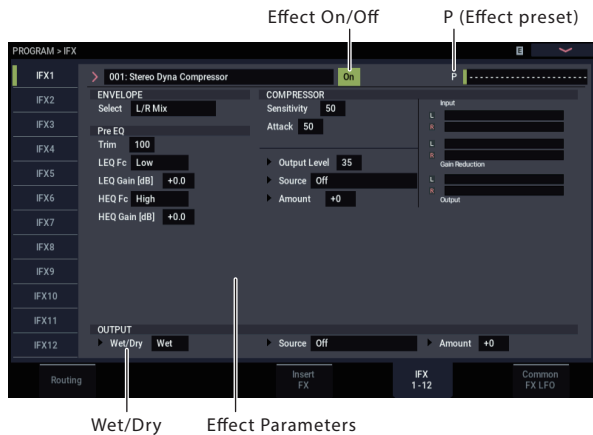 Effect On/Off P (Effect preset)
PROGRAM > IFX E
IFX1 001: Stereo Dyna Compressor On P ------------------------
IFX2 ENVELOPE COMPRESSOR
Select L/R Mix Sensitivity 50 Input
IFX3 Attack 50 L
R
Pre EQ
IFX4 Trim 100 L
R
LEQ Fc Low Output Level 35 Gain Reduction
IFX5 LEQ Gain [dB] +0.0 Source Off L
R
IFX6 HEQ Fc High Amount +0 Output
IFX7 HEQ Gain [dB] +0.0
IFX8
IFX9
IFX10
IFX11
OUTPUT
IFX12 Wet/Dry Wet Source Off Amount +0
Routing Insert FX IFX 1-12 Common FX LFO
Wet/Dry Effect Parameters